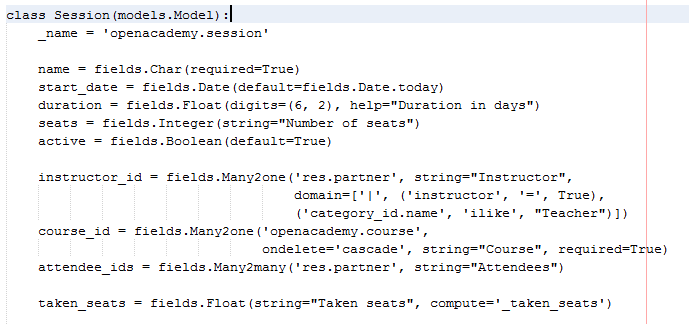 class Session(models.Model):
    _name = 'openacademy.session'

    name = fields.Char(required=True)
    start_date = fields.Date(default=fields.Date.today)
    duration = fields.Float(digits=(6, 2), help="Duration in days")
    seats = fields.Integer(string="Number of seats")
    active = fields.Boolean(default=True)

    instructor_id = fields.Many2one('res.partner', string="Instructor",
                                    domain=['|', ('instructor', '=', True),
                                    ('category_id.name', 'ilike', "Teacher")])
    course_id = fields.Many2one('openacademy.course',
                                ondelete='cascade', string="Course", required=True)
    attendee_ids = fields.Many2many('res.partner', string="Attendees")

    taken_seats = fields.Float(string="Taken seats", compute='_taken_seats')